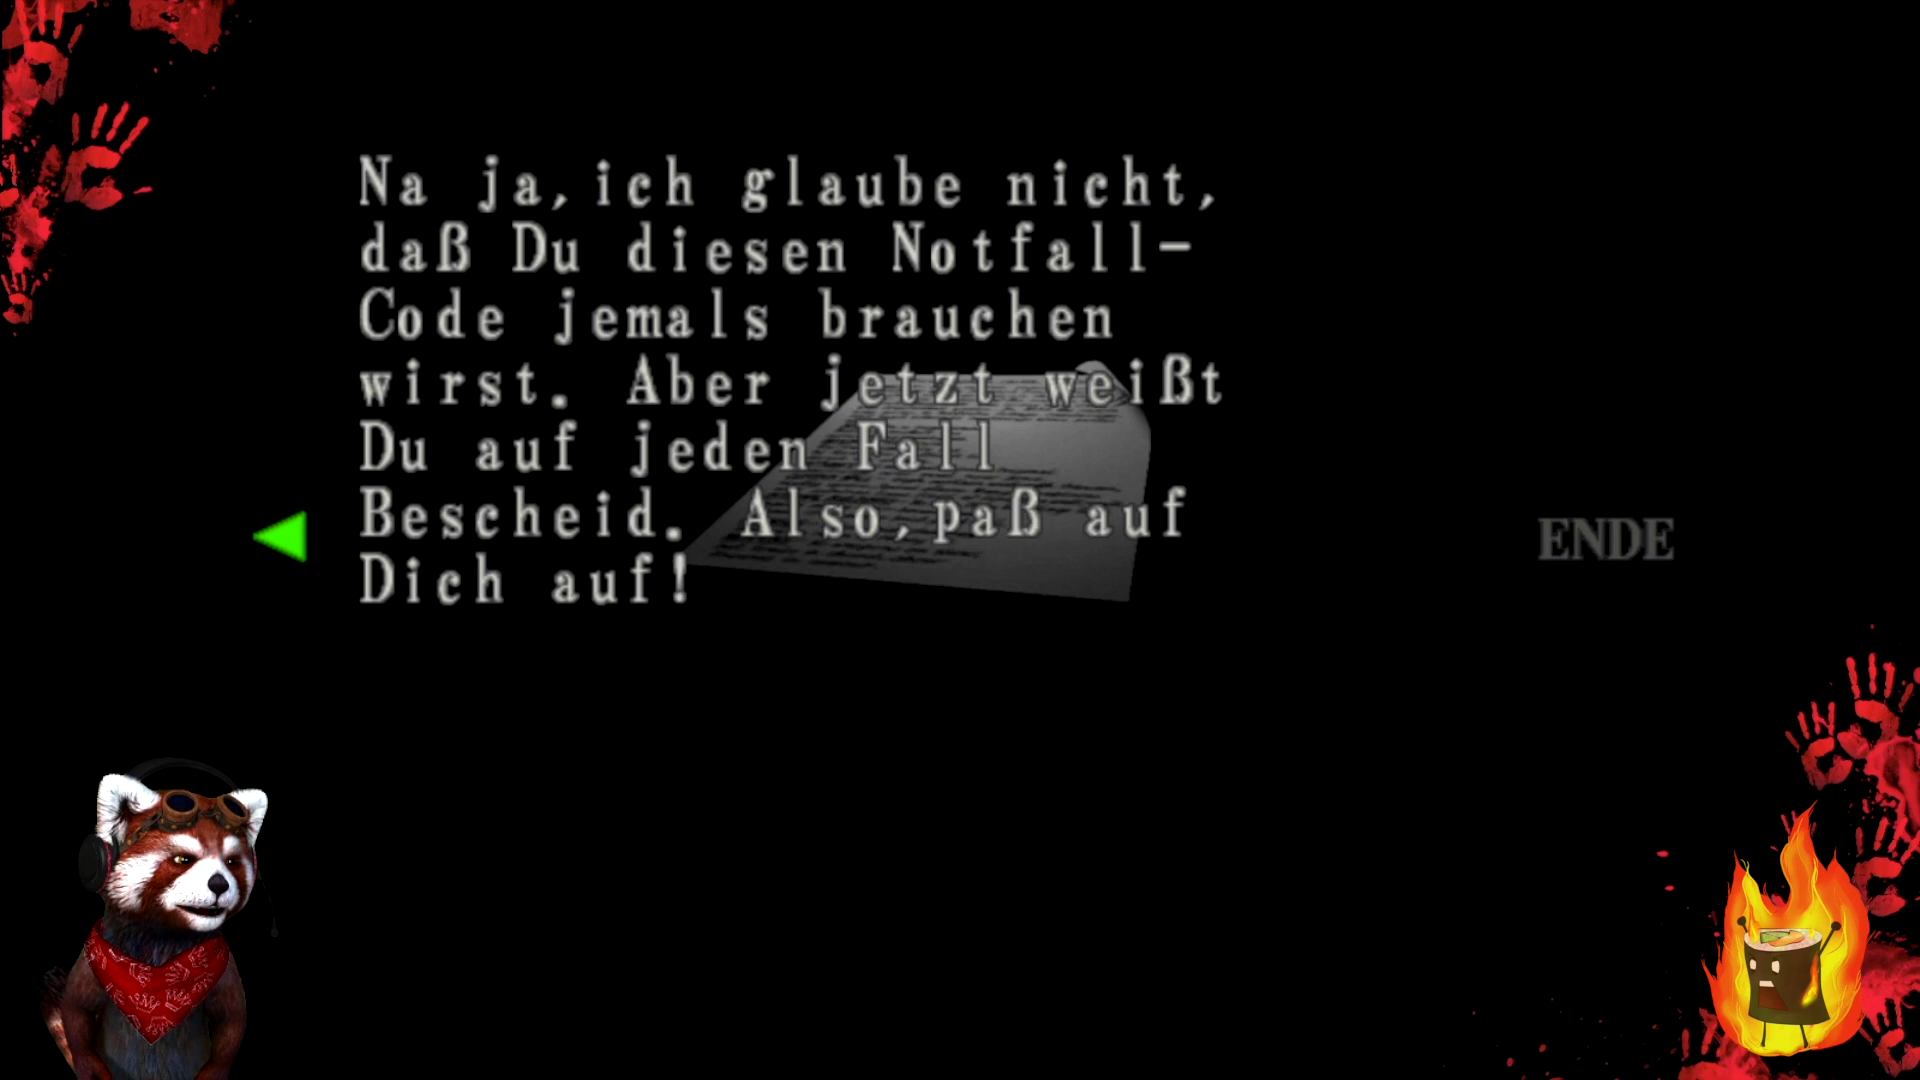 Na ja,ich glaube nicht,
daß Du diesen Notfall-
Code jemals brauchen
wirst. Aber jetzt weißt
Du auf jeden Fall
Bescheid. Also,paß auf
Dich auf!
ENDE